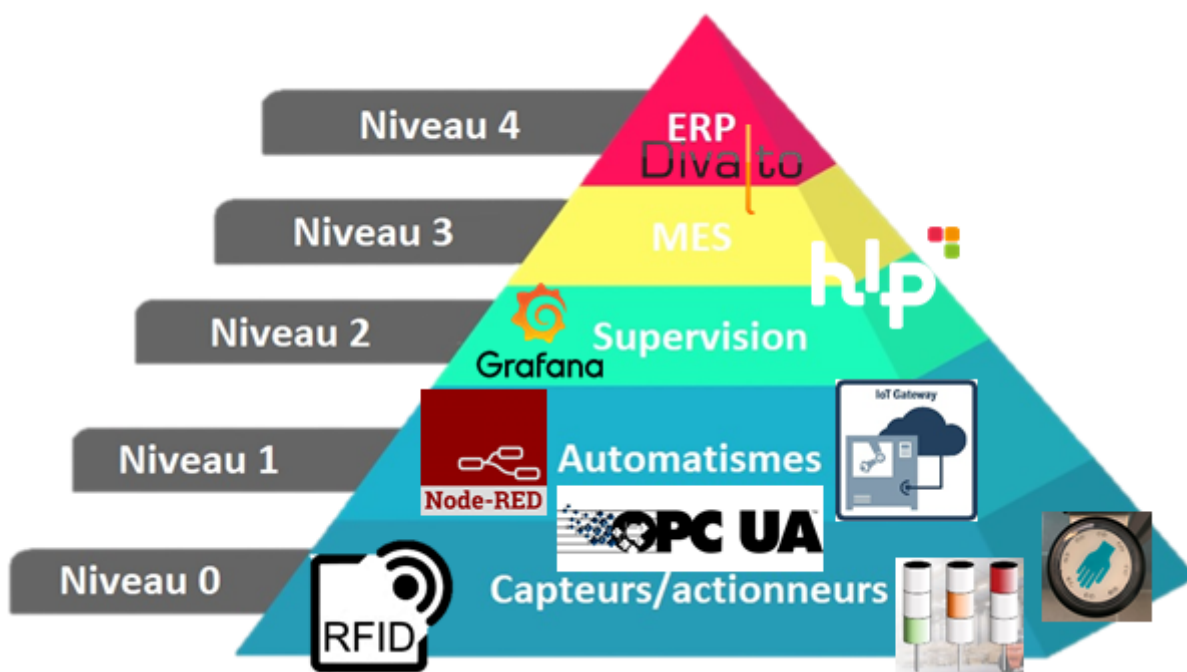 Niveau 4
ERP
Divalto
Niveau 3
MES
hlp
Niveau 2
Supervision
Grafana
IoT Gateway
Niveau 1
Automatismes
Node-RED
OPC UA
Niveau 0
Capteurs/actionneurs
RFID